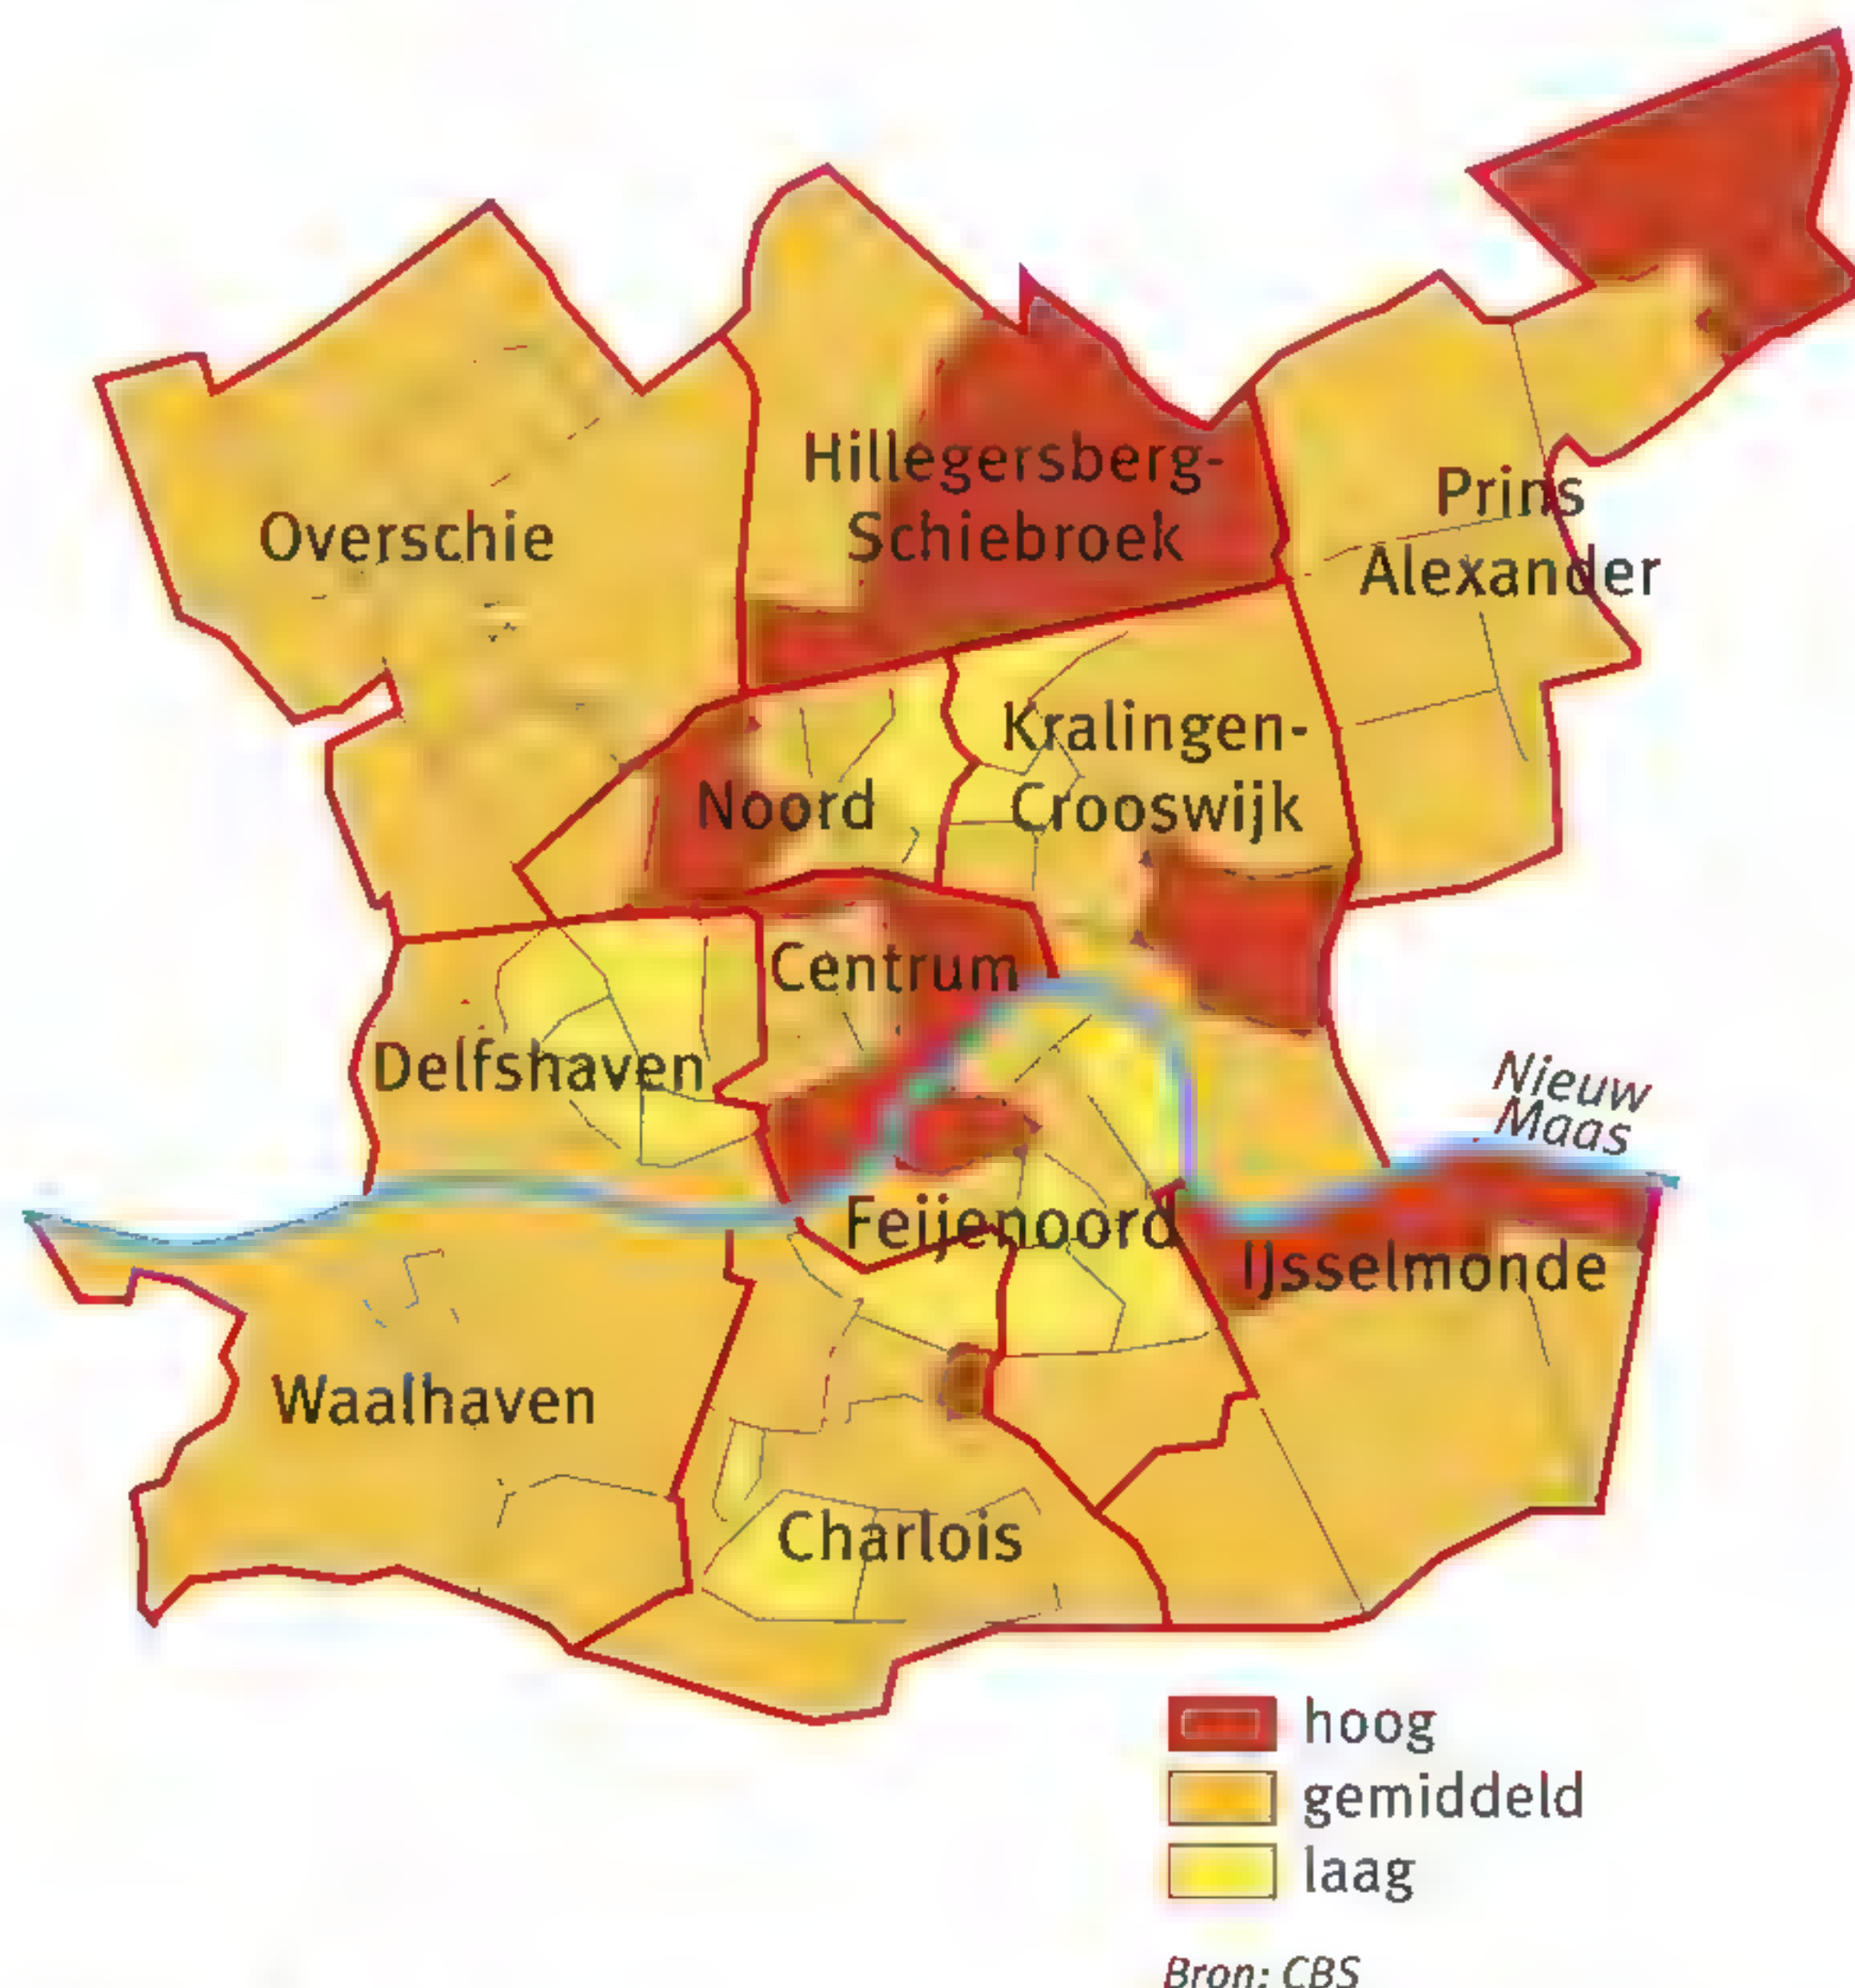 Hillegersberg-
Schiebroek
Overschie
Prins
Alexander
Kralingen-
Crooswijk
Noord
Centrum
Delfshaven
Nieuw
Maas
Feijenoord
IJsselmonde
Waalhaven
Charlois
hoog
gemiddeld
laag
Bron: CBS